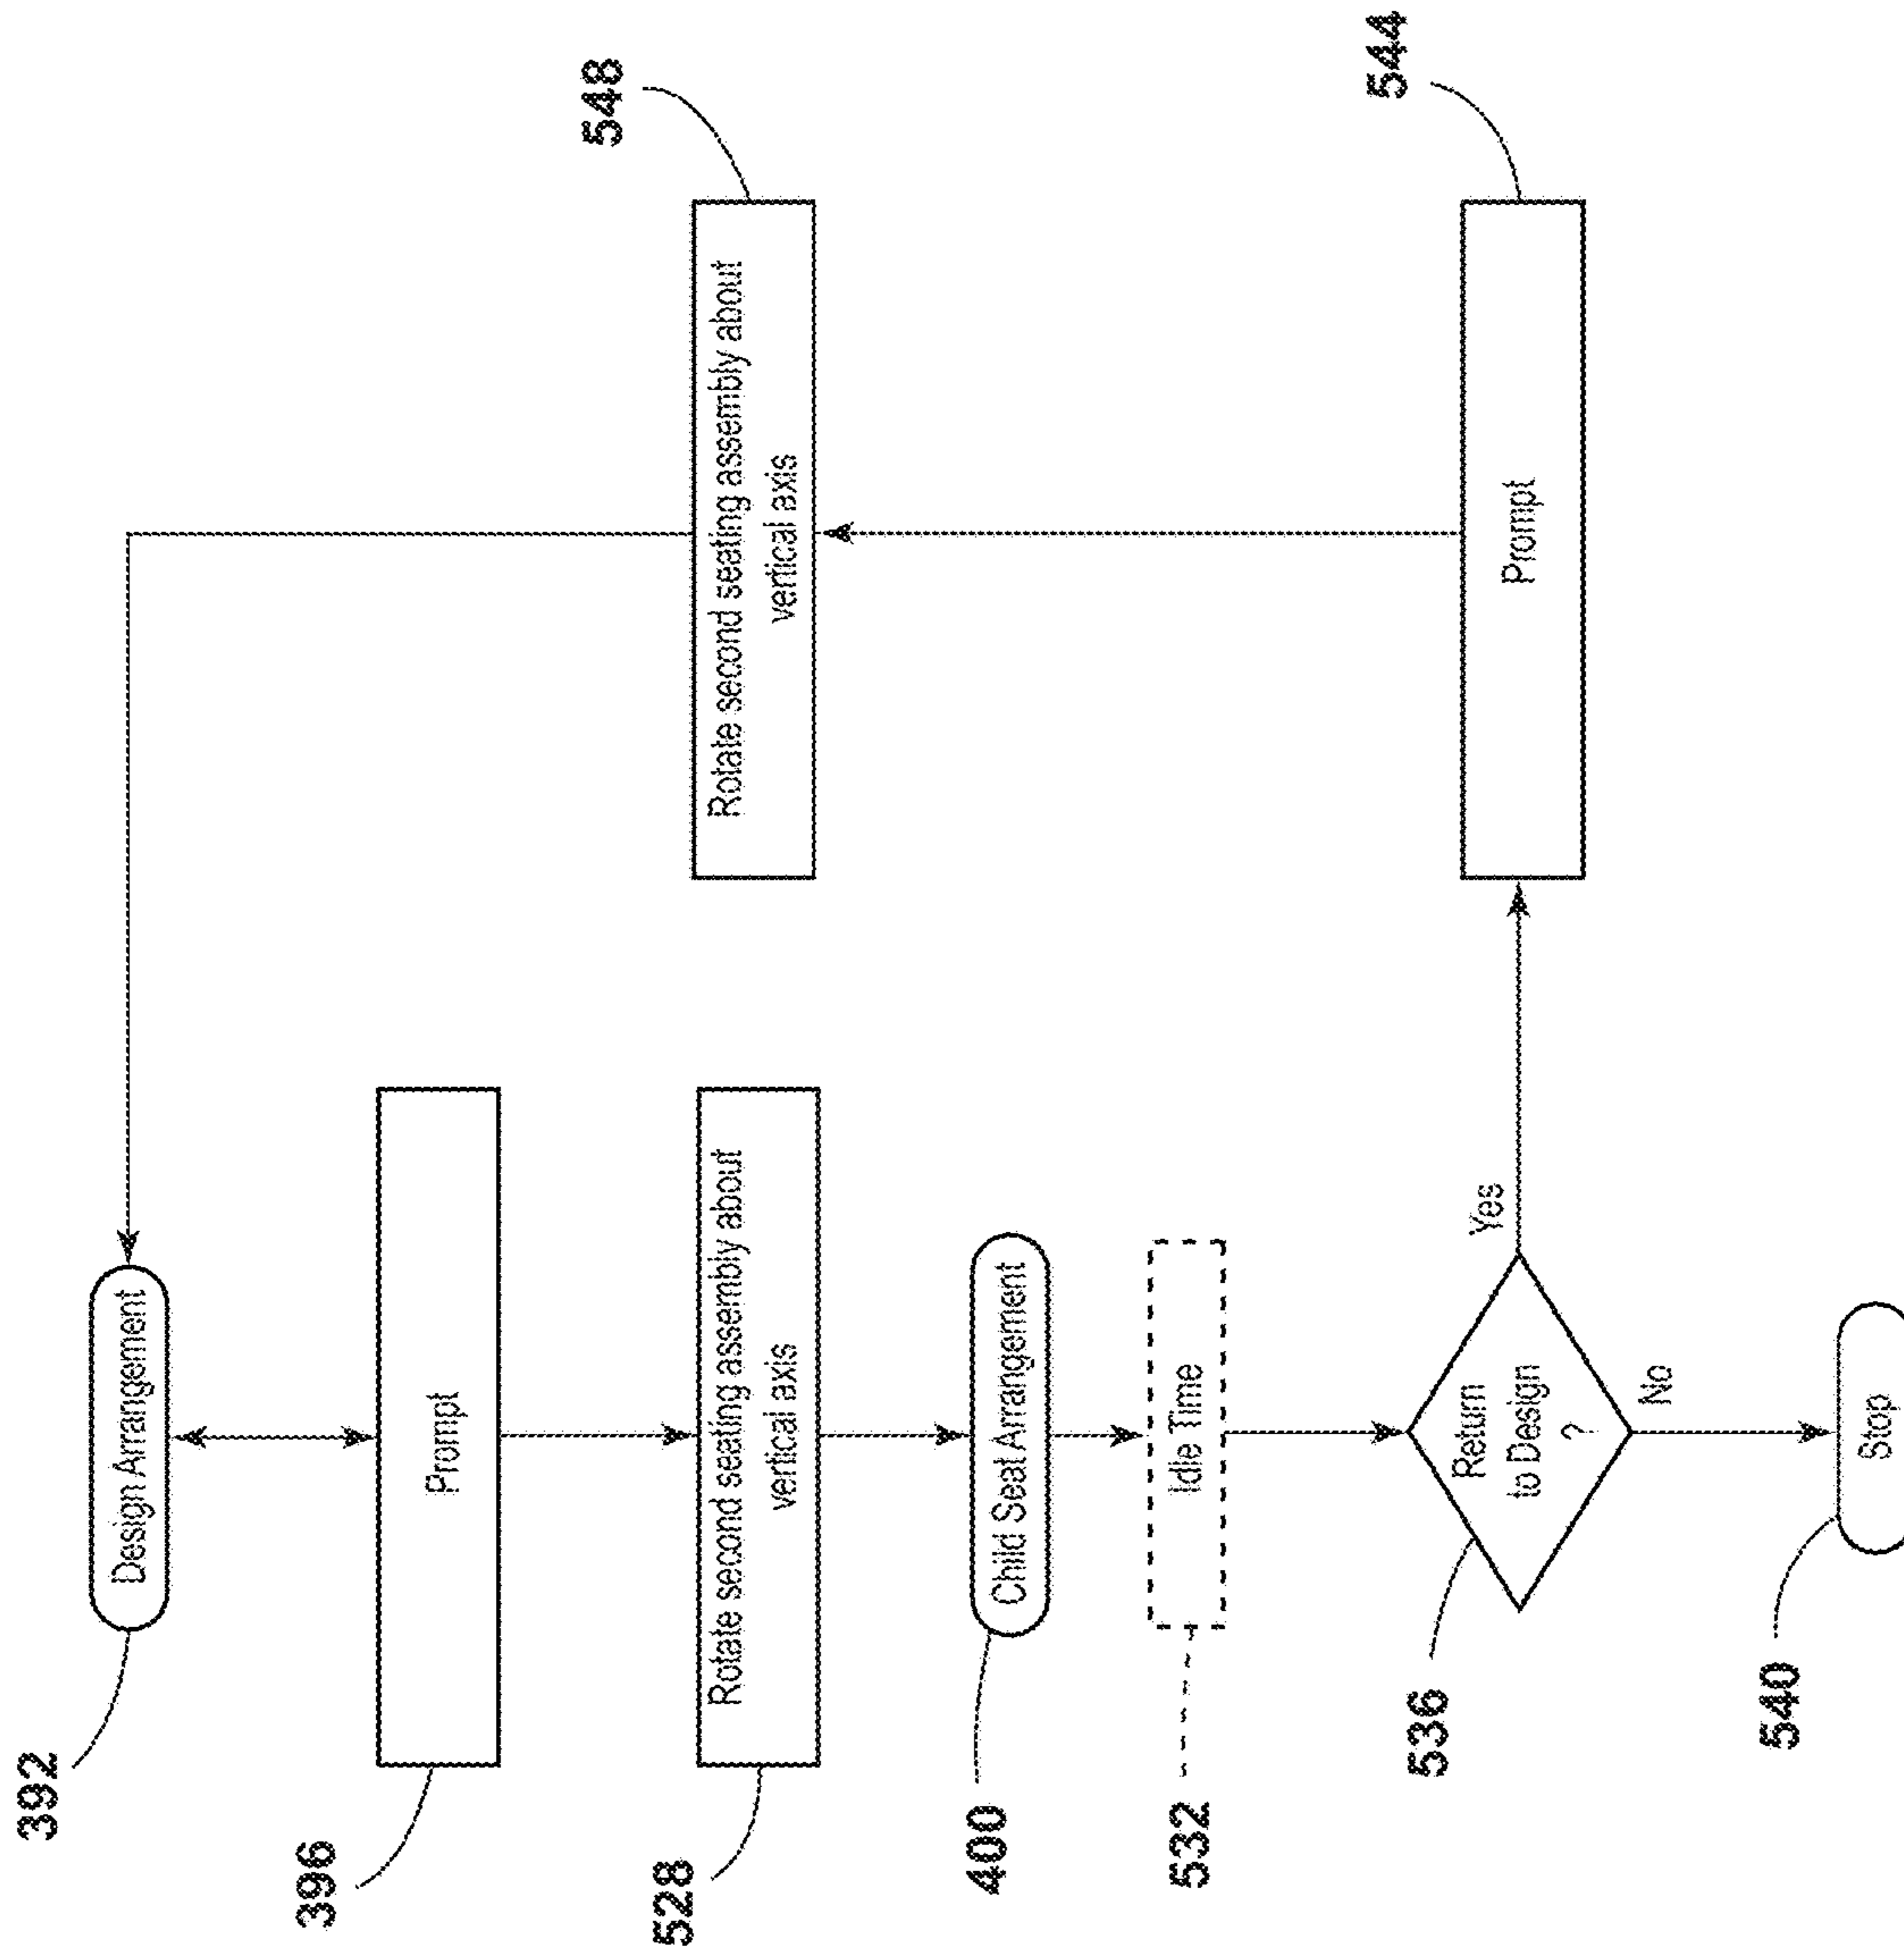 392
Design Arrangement
396
Prompt
528
Rotate second seating assembly about
vertical axis
400
Child Seat Arrangement
532
Idle Time
536
Return
to Design
?
Yes
No
540
Stop
548
Rotate second seating assembly about
vertical axis
544
Prompt